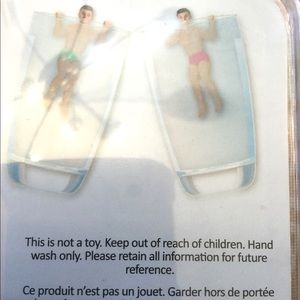 This is not a toy. Keep out of reach of children. Hand
wash only. Please retain all information for future
reference.
Ce produit n'est pas un jouet. Garder hors de portée